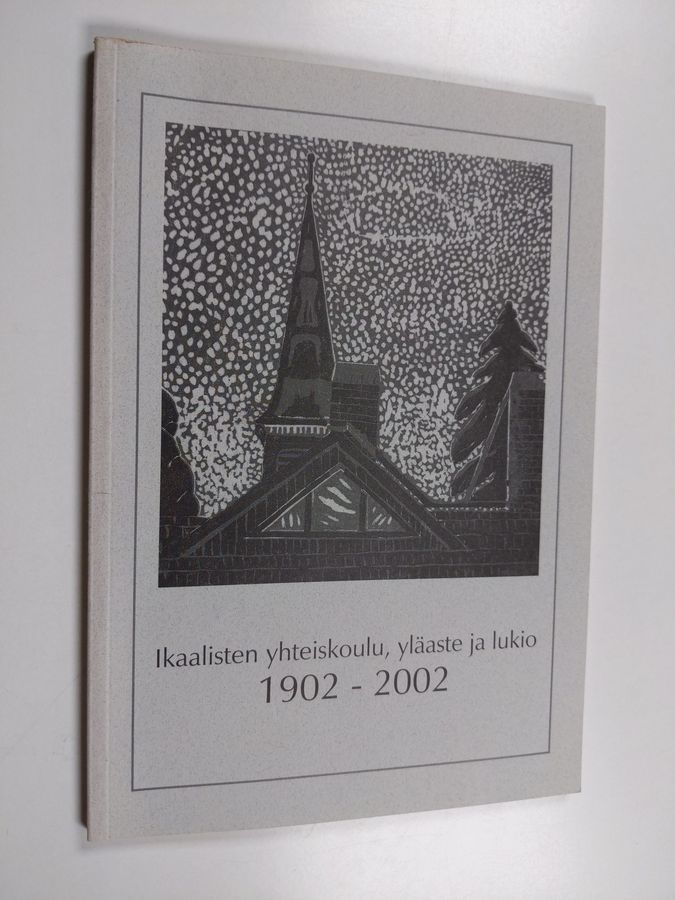 Ikaalisten yhteiskoulu, yläaste ja lukio
1902 - 2002